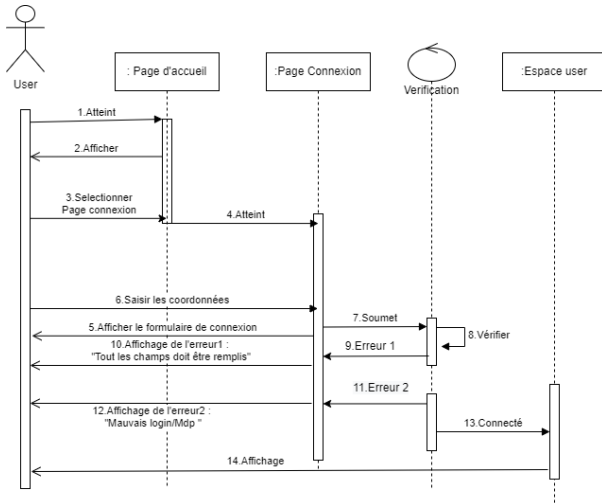 User
: Page d'accueil
:Page Connexion
Verification
:Espace user
1.Atteint
2.Afficher
3.Selectionner
Page connexion
4.Atteint
6.Saisir les coordonnées
7.Soumet
5.Afficher le formulaire de connexion
8.Vérifier
10.Affichage de l'erreur1 :
"Tout les champs doit être remplis"
9.Erreur 1
11.Erreur 2
12.Affichage de l'erreur2 :
"Mauvais login/Mdp "
13.Connecté
14.Affichage